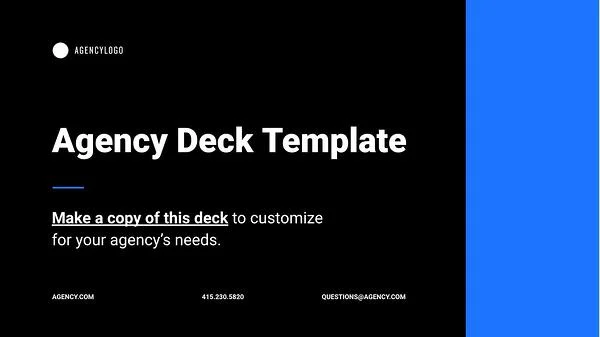 AGENCYLOGO
Agency Deck Template
Make a copy of this deck to customize
for your agency’s needs.
AGENCY.COM 415.230.5820 QUESTIONS@AGENCY.COM